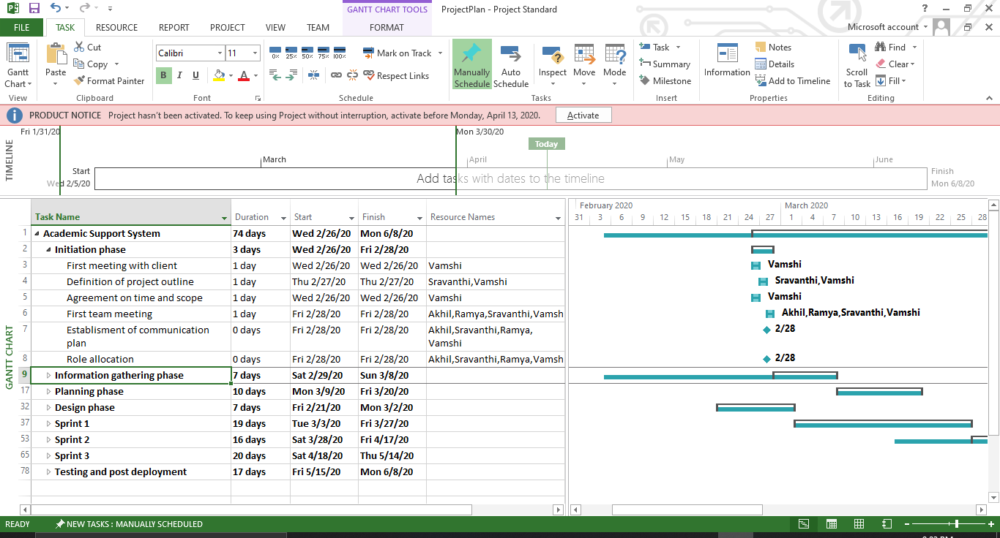 GANTT CHART TOOLS ProjectPlan - Project Standard ?
FILE TASK RESOURCE REPORT PROJECT VIEW TEAM FORMAT Microsoft account
Gantt Chart
View
Paste Cut
Copy
Format Painter
Clipboard
Calibri 11
B I U A
Font
0% 25% 50% 75% 100% Mark on Track
Respect Links
Schedule
Manually Schedule
Auto Schedule
Inspect Move Mode
Tasks
Task
Summary
Milestone
Insert
Information Notes
Details
Add to Timeline
Properties
Scroll to Task
Find
Clear
Fill
Editing
PRODUCT NOTICE Project hasn't been activated. To keep using Project without interruption, activate before Monday, April 13, 2020. Activate
TIMELINE
Fri 1/31/20 Mon 3/30/20
Today
March April May June
Start Finish
Wed 2/5/20 Add tasks with dates to the timeline Mon 6/8/20
GANTT CHART
Task Name Duration Start Finish Resource Names
February 2020 March 2020
31 3 6 9 12 15 18 21 24 27 1 4 7 10 13 16 19 22 25 28
1 Academic Support System 74 days Wed 2/26/20 Mon 6/8/20
2 Initiation phase 3 days Wed 2/26/20 Fri 2/28/20
3 First meeting with client 1 day Wed 2/26/20 Wed 2/26/20 Vamshi Vamshi
4 Definition of project outline 1 day Thu 2/27/20 Thu 2/27/20 Sravanthi,Vamshi Sravanthi,Vamshi
5 Agreement on time and scope 1 day Wed 2/26/20 Wed 2/26/20 Vamshi Vamshi
6 First team meeting 1 day Fri 2/28/20 Fri 2/28/20 Akhil,Ramya,Sravanthi,Vamsh Akhil,Ramya,Sravanthi,Vamshi
7 Establisment of communication 0 days Fri 2/28/20 Fri 2/28/20 Akhil,Sravanthi,Ramya, 2/28
plan Vamshi
8 Role allocation 0 days Fri 2/28/20 Fri 2/28/20 Akhil,Sravanthi,Ramya,Vamsh 2/28
9 Information gathering phase 7 days Sat 2/29/20 Sun 3/8/20
17 Planning phase 10 days Mon 3/9/20 Fri 3/20/20
32 Design phase 7 days Fri 2/21/20 Mon 3/2/20
37 Sprint 1 19 days Tue 3/3/20 Fri 3/27/20
53 Sprint 2 16 days Sat 3/28/20 Fri 4/17/20
65 Sprint 3 20 days Sat 4/18/20 Thu 5/14/20
78 Testing and post deployment 17 days Fri 5/15/20 Mon 6/8/20
READY NEW TASKS : MANUALLY SCHEDULED